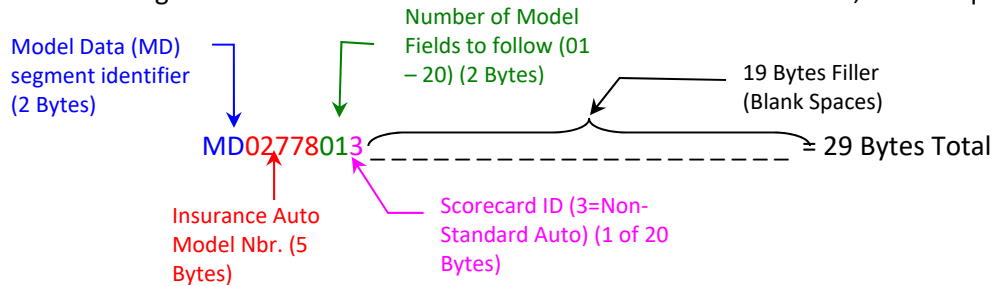 Number of Model
Fields to follow (01
– 20) (2 Bytes)
Model Data (MD)
segment identifier
(2 Bytes)
19 Bytes Filler
(Blank Spaces)
MD02778013 _ _ _ _ _ _ _ _ _ _ _ _ _ _ _ _ _ _ _ = 29 Bytes Total
Insurance Auto
Model Nbr. (5
Bytes)
Scorecard ID (3=Non-
Standard Auto) (1 of 20
Bytes)